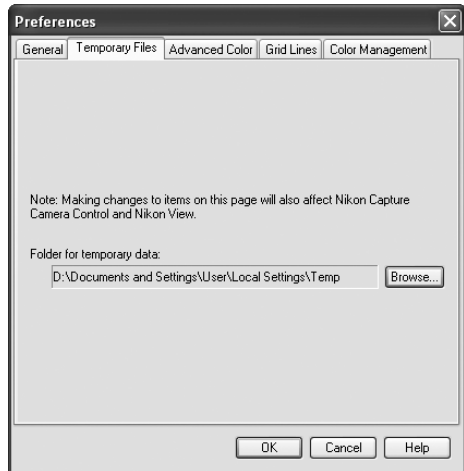 Preferences
General Temporary Files Advanced Color Grid Lines Color Management
Note: Making changes to items on this page will also affect Nikon Capture
Camera Control and Nikon View.
Folder for temporary data:
D:\Documents and Settings\User\Local Settings\Temp Browse...
OK Cancel Help